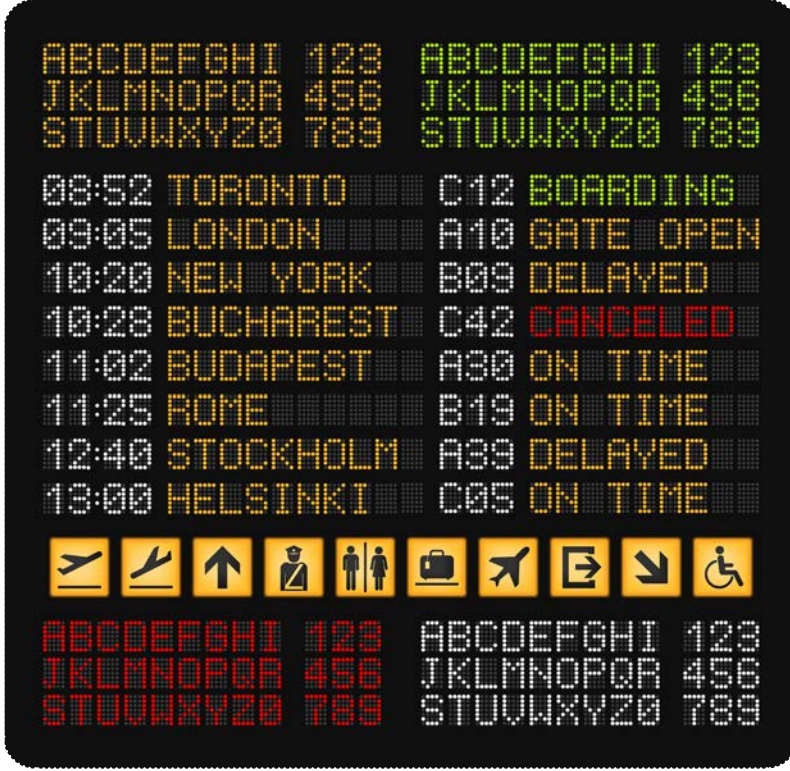 ABCDEFGHI 123 ABCDEFGHI 123
JKLMNOPQR 456 JKLMNOPQR 456
STUVWXYZ0 789 STUVWXYZ0 789
08:52 TORONTO C12 BOARDING
09:05 LONDON A10 GATE OPEN
10:20 NEW YORK B09 DELAYED
10:28 BUCHAREST C42 CANCELED
11:02 BUDAPEST A30 ON TIME
11:25 ROME B19 ON TIME
12:40 STOCKHOLM A39 DELAYED
13:00 HELSINKI C05 ON TIME
ABCDEFGHI 123 ABCDEFGHI 123
JKLMNOPQR 456 JKLMNOPQR 456
STUVWXYZ0 789 STUVWXYZ0 789